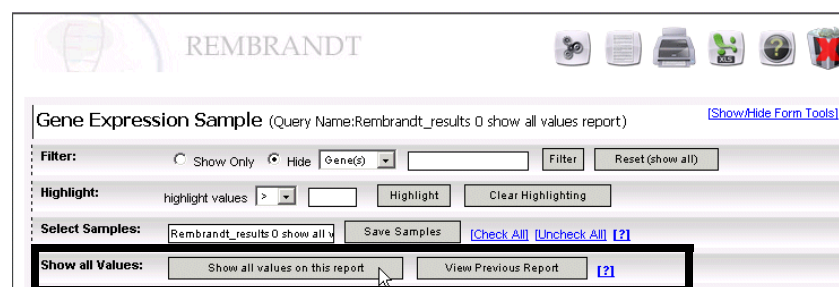 REMBRANDT
XLS
Gene Expression Sample (Query Name:Rembrandt_results 0 show all values report) [Show/Hide Form Tools]
Filter: Show Only Hide Gene(s) Filter Reset (show all)
Highlight: highlight values > Highlight Clear Highlighting
Select Samples: Rembrandt_results 0 show all v Save Samples [Check All] [Uncheck All] [?]
Show all Values: Show all values on this report View Previous Report [?]